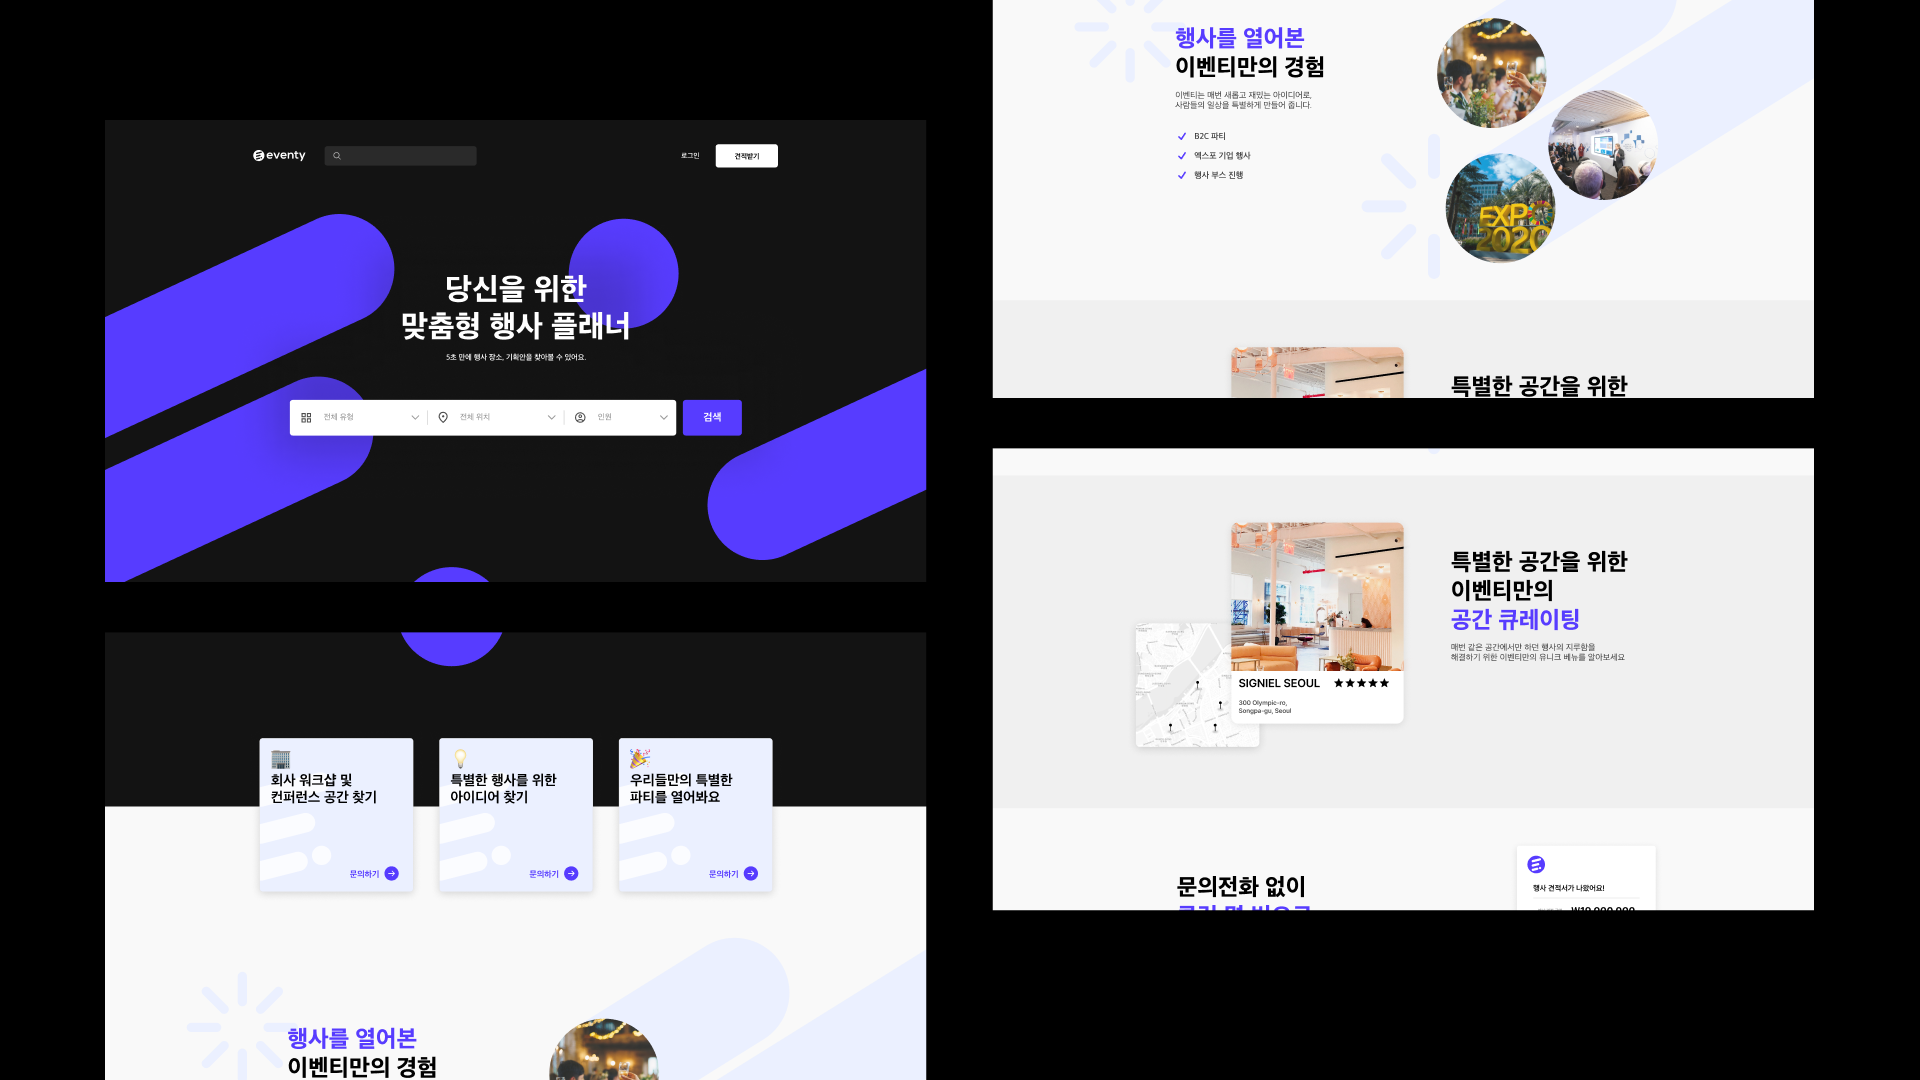 eventy
로그인
견적받기
당신을 위한
맞춤형 행사 플래너
5초 만에 행사 장소, 기획안을 찾아볼 수 있어요.
전체 유형
전체 위치
인원
검색
회사 워크샵 및
컨퍼런스 공간 찾기
문의하기
특별한 행사를 위한
아이디어 찾기
문의하기
우리들만의 특별한
파티를 열어봐요
문의하기
행사를 열어본
이벤티만의 경험
행사를 열어본
이벤티만의 경험
이벤티는 매번 새롭고 재밌는 아이디어로,
사람들의 일상을 특별하게 만들어 줍니다.
B2C 파티
엑스포 기업 행사
행사 부스 진행
EXPO
2020
특별한 공간을 위한
특별한 공간을 위한
이벤티만의
공간 큐레이팅
매번 같은 공간에서만 하던 행사의 지루함을
해결하기 위한 이벤티만의 유니크 베뉴를 알아보세요
SIGNIEL SEOUL
300 Olympic-ro,
Songpa-gu, Seoul
문의전화 없이
행사 견적서가 나왔어요!